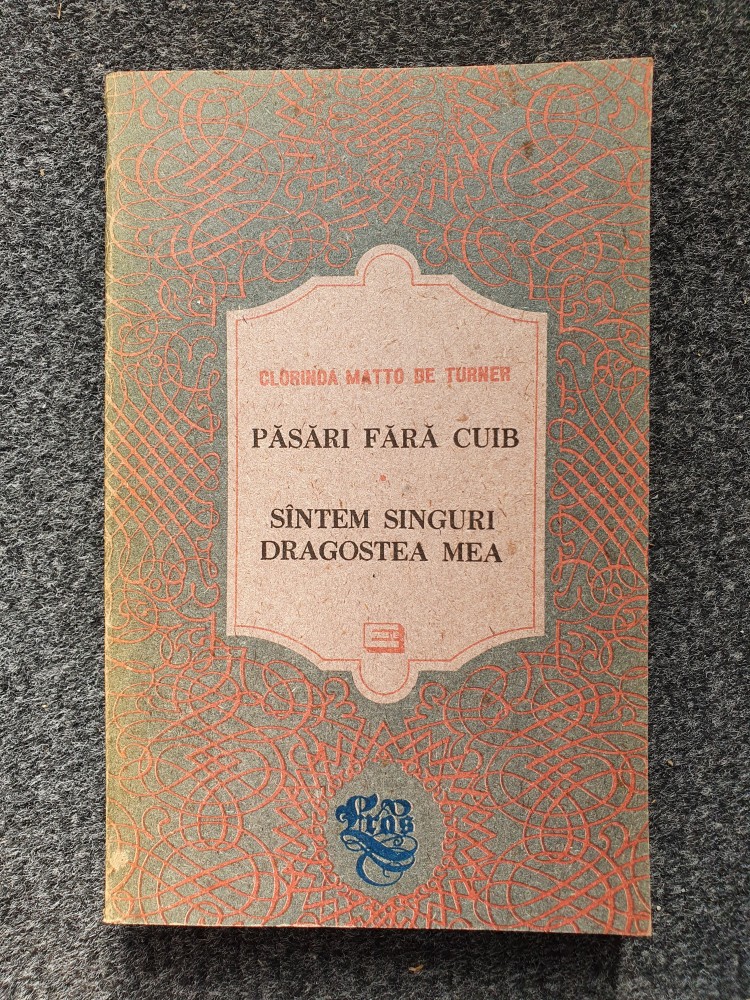 CLORINDA MATTO DE TURNER
PĂSĂRI FĂRĂ CUIB
SÎNTEM SINGURI
DRAGOSTEA MEA
Eros